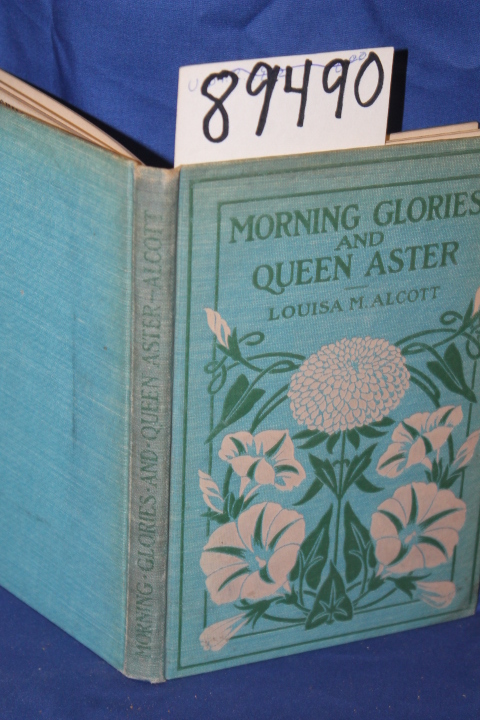 89490
MORNING GLORIES
AND
QUEEN ASTER
LOUISA M. ALCOTT
MORNING · GLORIES · AND · QUEEN ASTER — ALCOTT